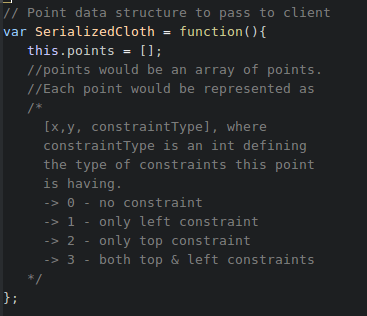 // Point data structure to pass to client
var SerializedCloth = function(){
this.points = [];
//points would be an array of points.
//Each point would be represented as
/*
[x,y, constraintType], where
constraintType is an int defining
the type of constraints this point
is having.
-> 0 - no constraint
-> 1 - only left constraint
-> 2 - only top constraint
-> 3 - both top & left constraints
*/
};